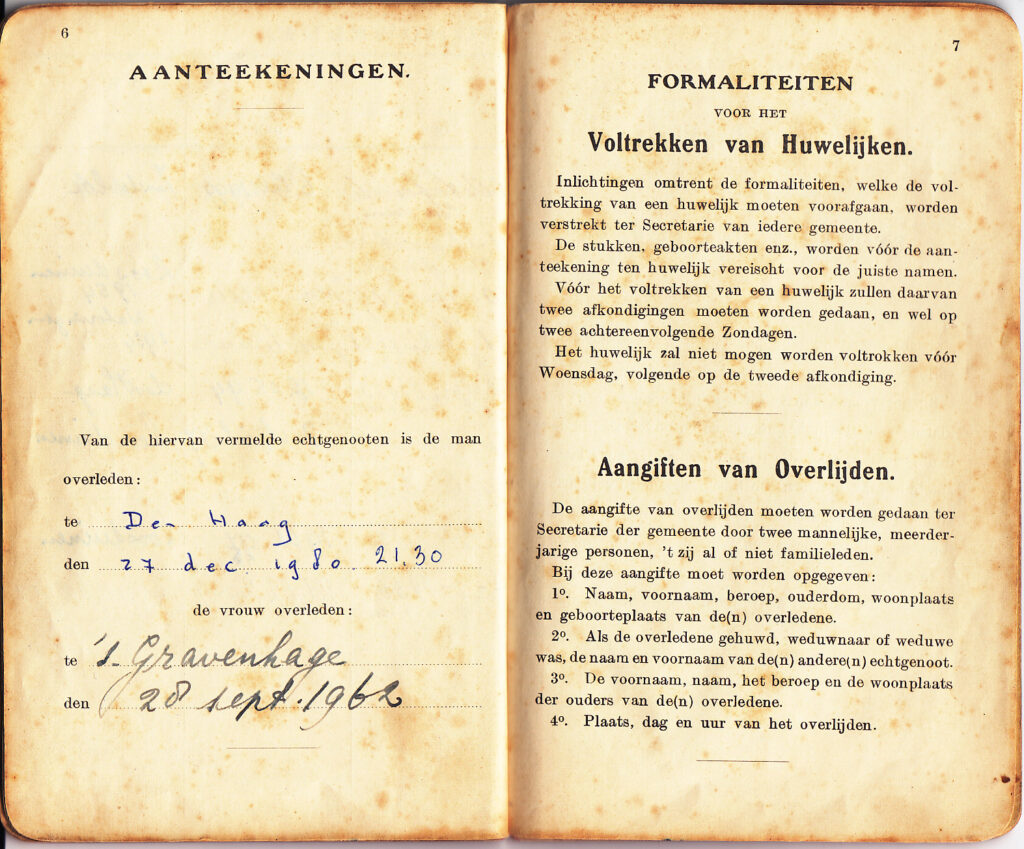 6
AANTEEKENINGEN.
Van de hiervan vermelde echtgenooten is de man
overleden:
te Den Haag
den 27 dec 1980. 21.30
de vrouw overleden:
te 's-Gravenhage
den 28 sept. 1962
7
FORMALITEITEN
VOOR HET
Voltrekken van Huwelijken.
Inlichtingen omtrent de formaliteiten, welke de vol-
trekking van een huwelijk moeten voorafgaan, worden
verstrekt ter Secretarie van iedere gemeente.
De stukken, geboorteakten enz., worden vóór de aan-
teekening ten huwelijk vereischt voor de juiste namen.
Vóór het voltrekken van een huwelijk zullen daarvan
twee afkondigingen moeten worden gedaan, en wel op
twee achtereenvolgende Zondagen.
Het huwelijk zal niet mogen worden voltrokken vóór
Woensdag, volgende op de tweede afkondiging.
Aangiften van Overlijden.
De aangifte van overlijden moeten worden gedaan ter
Secretarie der gemeente door twee mannelijke, meerder-
jarige personen, 't zij al of niet familieleden.
Bij deze aangifte moet worden opgegeven:
1o. Naam, voornaam, beroep, ouderdom, woonplaats
en geboorteplaats van de(n) overledene.
2o. Als de overledene gehuwd, weduwnaar of weduwe
was, de naam en voornaam van de(n) andere(n) echtgenoot.
3o. De voornaam, naam, het beroep en de woonplaats
der ouders van de(n) overledene.
4o. Plaats, dag en uur van het overlijden.